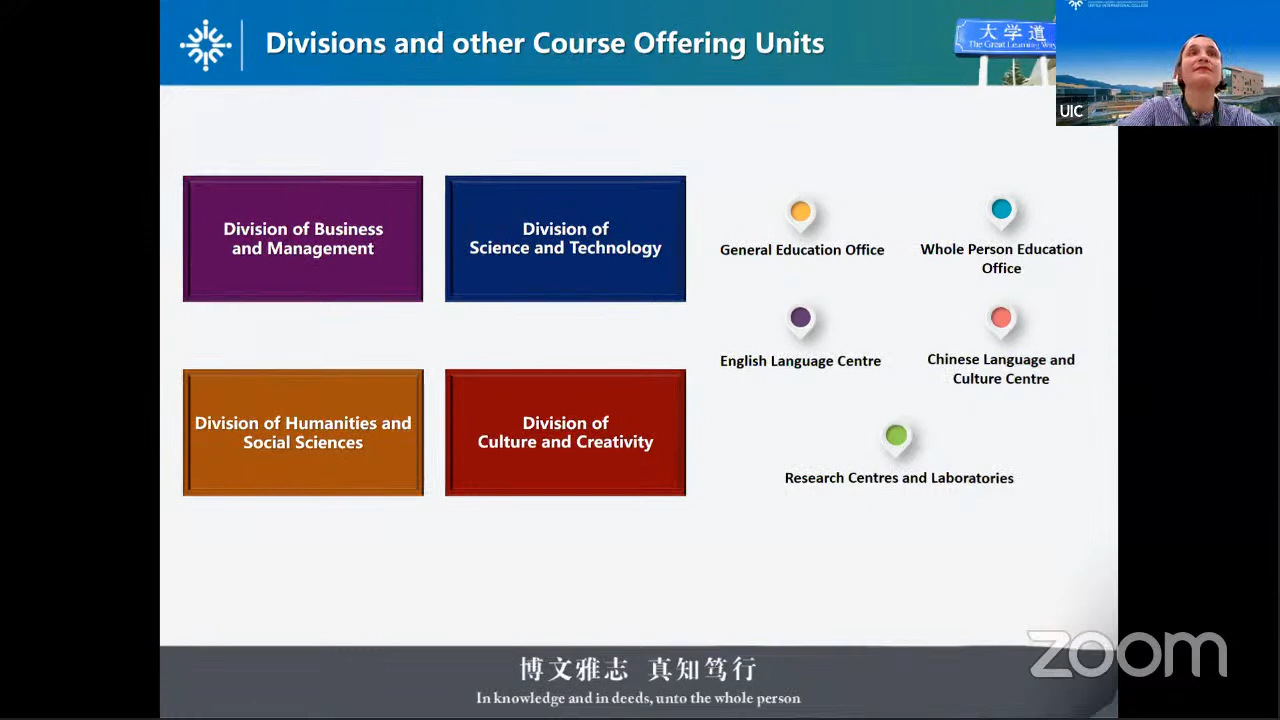 Divisions and other Course Offering Units
大学道
The Great Learning Way
UNITED INTERNATIONAL COLLEGE
UIC
Division of Business
and Management
Division of
Science and Technology
General Education Office
Whole Person Education
Office
English Language Centre
Chinese Language and
Culture Centre
Division of Humanities and
Social Sciences
Division of
Culture and Creativity
Research Centres and Laboratories
zoom
博文雅志 真知笃行
In knowledge and in deeds, unto the whole person